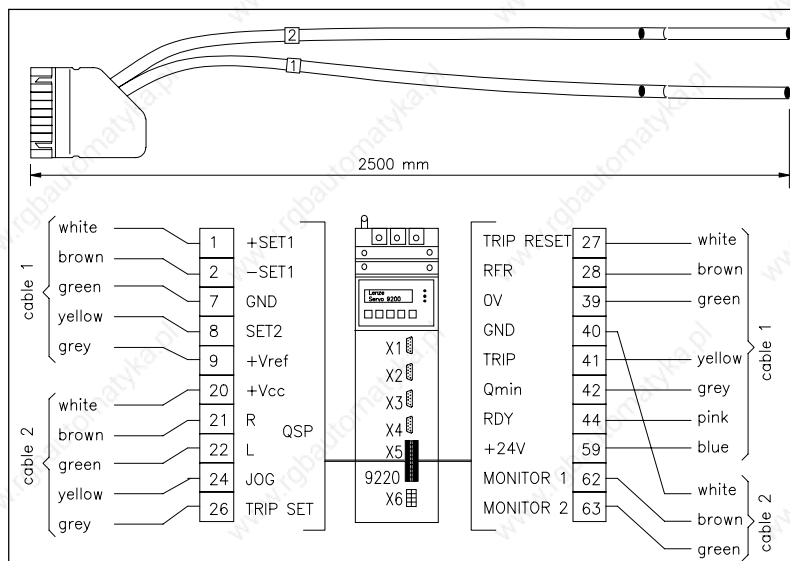 2
1
2500 mm
cable 1
white 1 +SET1
brown 2 -SET1
green 7 GND
yellow 8 SET2
grey 9 +Vref
cable 2
white 20 +Vcc
brown 21 R
QSP
green 22 L
yellow 24 JOG
grey 26 TRIP SET
Lenze
Servo 9200
X1
X2
X3
X4
X5
9220
X6
TRIP RESET 27 white
RFR 28 brown
0V 39 green
GND 40
TRIP 41 yellow
Qmin 42 grey
RDY 44 pink
+24V 59 blue
cable 1
MONITOR 1 62 white
MONITOR 2 63 brown
green
cable 2
www.rgbautomatyka.pl